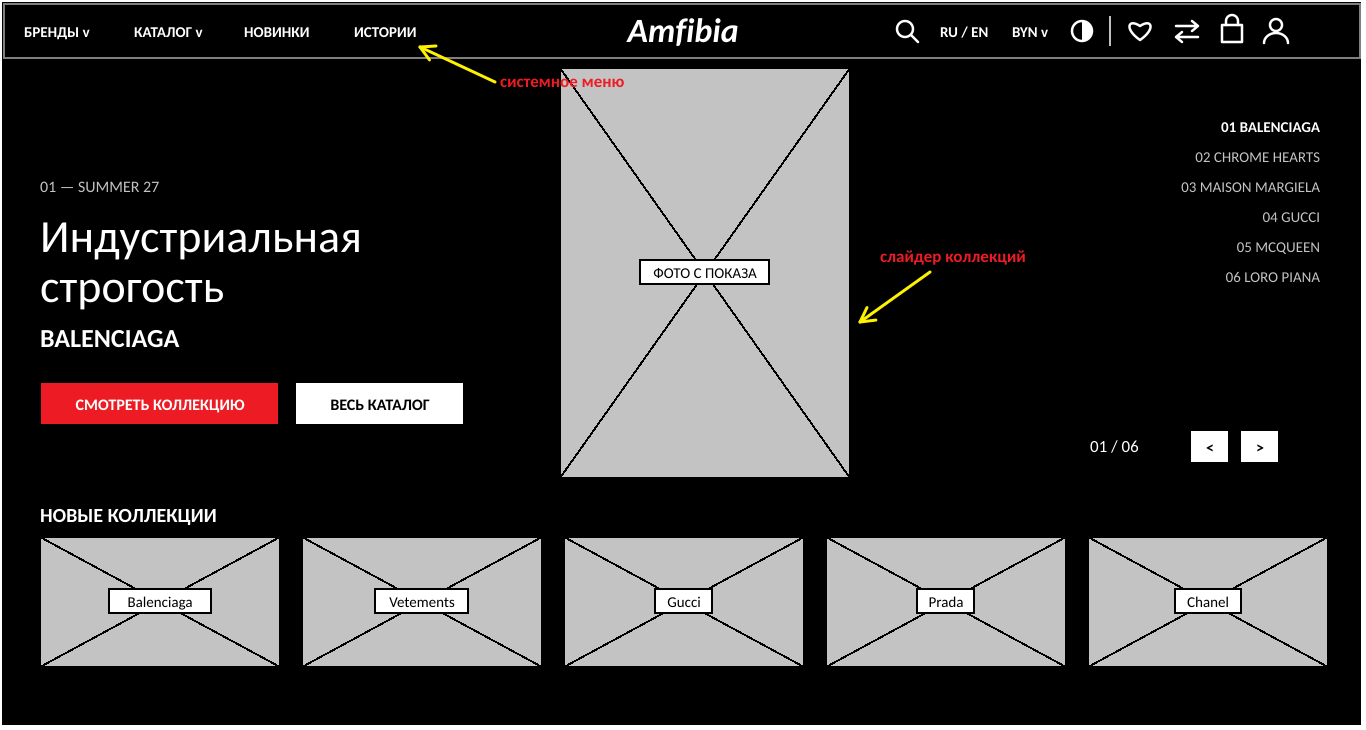 БРЕНДЫ v
КАТАЛОГ v
НОВИНКИ
ИСТОРИИ
Amfibia
RU / EN
BYN v
системное меню
01 — SUMMER 27
Индустриальная
строгость
BALENCIAGA
СМОТРЕТЬ КОЛЛЕКЦИЮ
ВЕСЬ КАТАЛОГ
ФОТО С ПОКАЗА
слайдер коллекций
01 BALENCIAGA
02 CHROME HEARTS
03 MAISON MARGIELA
04 GUCCI
05 MCQUEEN
06 LORO PIANA
01 / 06
<
>
НОВЫЕ КОЛЛЕКЦИИ
Balenciaga
Vetements
Gucci
Prada
Chanel